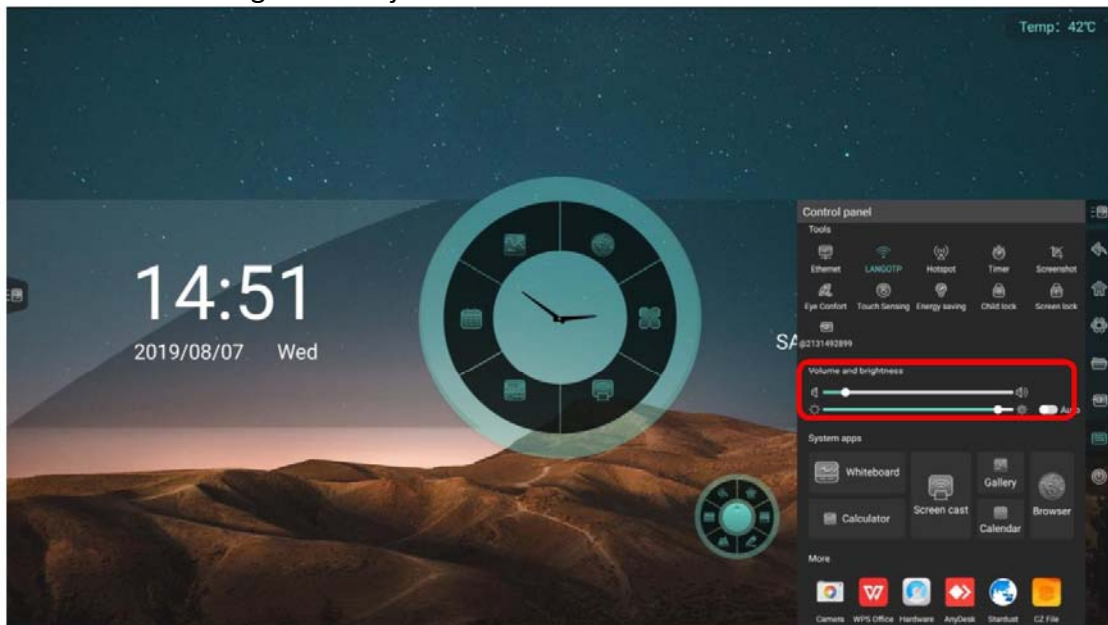 Temp: 42℃
14:51
2019/08/07 Wed
SA
Control panel
Tools
Ethernet LANGOTP Hotspot Timer Screenshot
Eye Confort Touch Sensing Energy saving Child lock Screen lock
@2131492899
Volume and brightness
Auto
System apps
Whiteboard
Calculator
Screen cast
Gallery
Calendar
Browser
More
Camera WPS Office Hardware AnyDesk Stardust CZ File